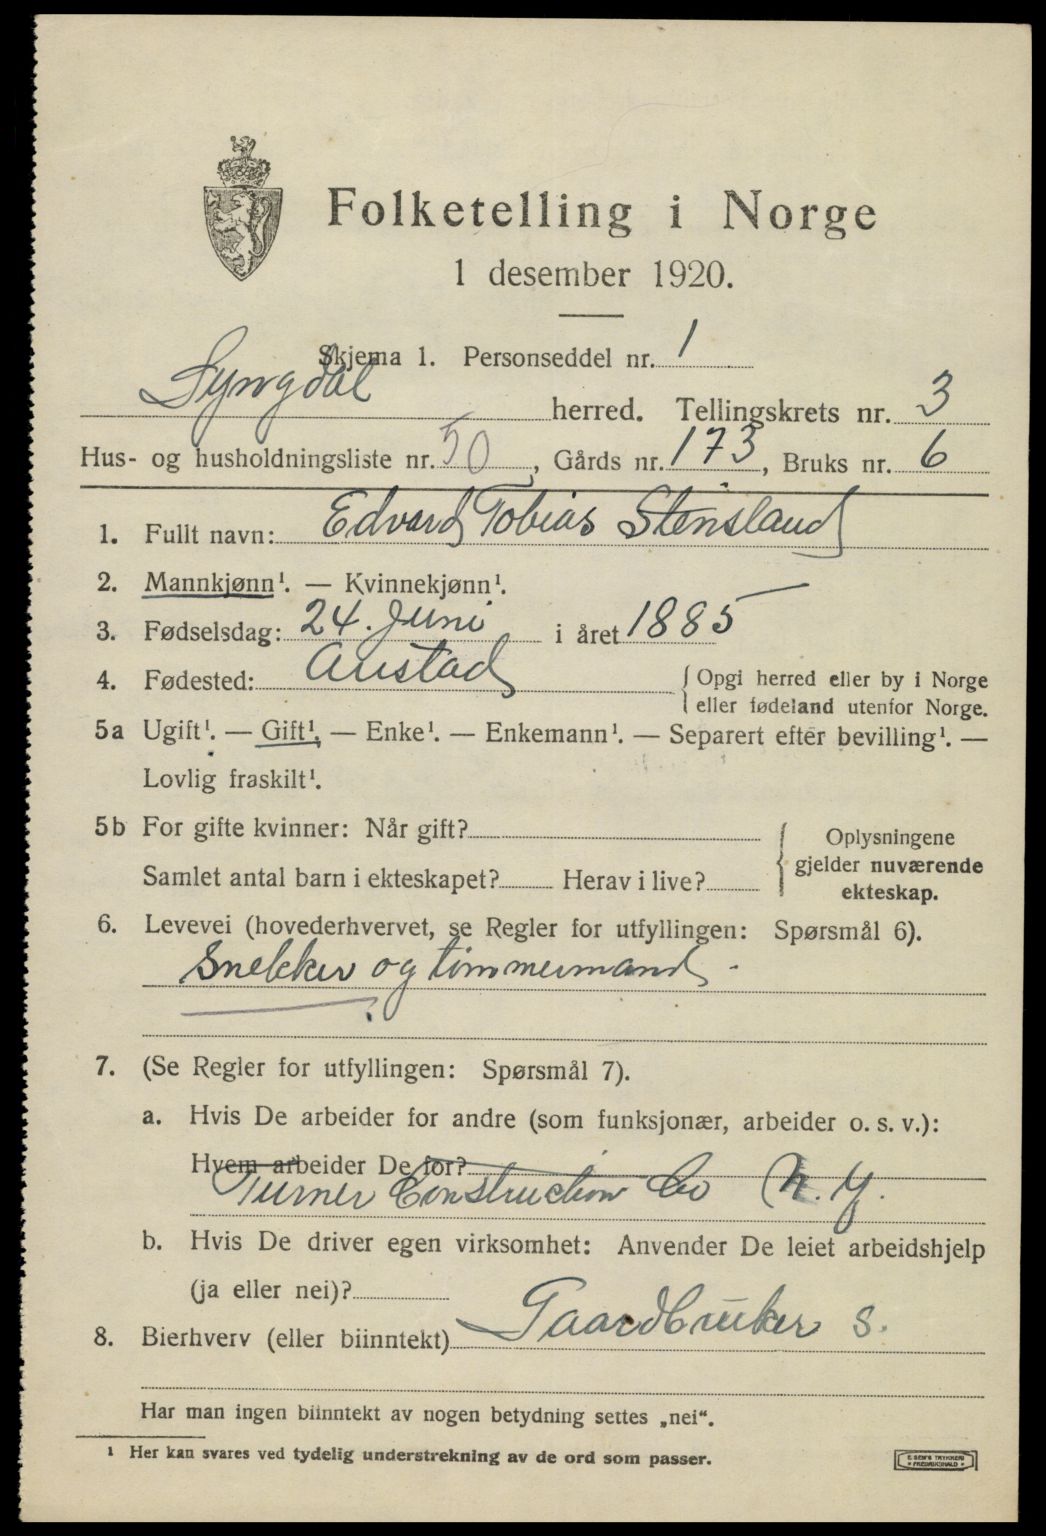 Folketelling i Norge
1 desember 1920.
Skjema 1. Personseddel nr. 1
Lyngdal herred. Tellingskrets nr. 3
Hus- og husholdningsliste nr. 50, Gårds nr. 173, Bruks nr. 6
1. Fullt navn: Edvard Tobias Stensland
2. Mannkjønn¹. — Kvinnekjønn¹.
3. Fødselsdag: 24. Juni i året 1885
4. Fødested: Austad { Opgi herred eller by i Norge
eller fødeland utenfor Norge.
5a Ugift¹. — Gift¹, — Enke¹. — Enkemann¹. — Separert efter bevilling¹. —
Lovlig fraskilt¹.
5b For gifte kvinner: Når gift?
Samlet antal barn i ekteskapet? Herav i live?
Oplysningene
gjelder nuværende
ekteskap.
6. Levevei (hovederhvervet, se Regler for utfyllingen: Spørsmål 6).
Snekker og tømmermand.
7. (Se Regler for utfyllingen: Spørsmål 7).
a. Hvis De arbeider for andre (som funksjonær, arbeider o. s. v.):
Hvem arbeider De for?
Turner Construction Co N. Y.
b. Hvis De driver egen virksomhet: Anvender De leiet arbeidshjelp
(ja eller nei)?
8. Bierhverv (eller biinntekt) Gaardbruker s.
Har man ingen biinntekt av nogen betydning settes „nei“.
¹ Her kan svares ved tydelig understrekning av de ord som passer.